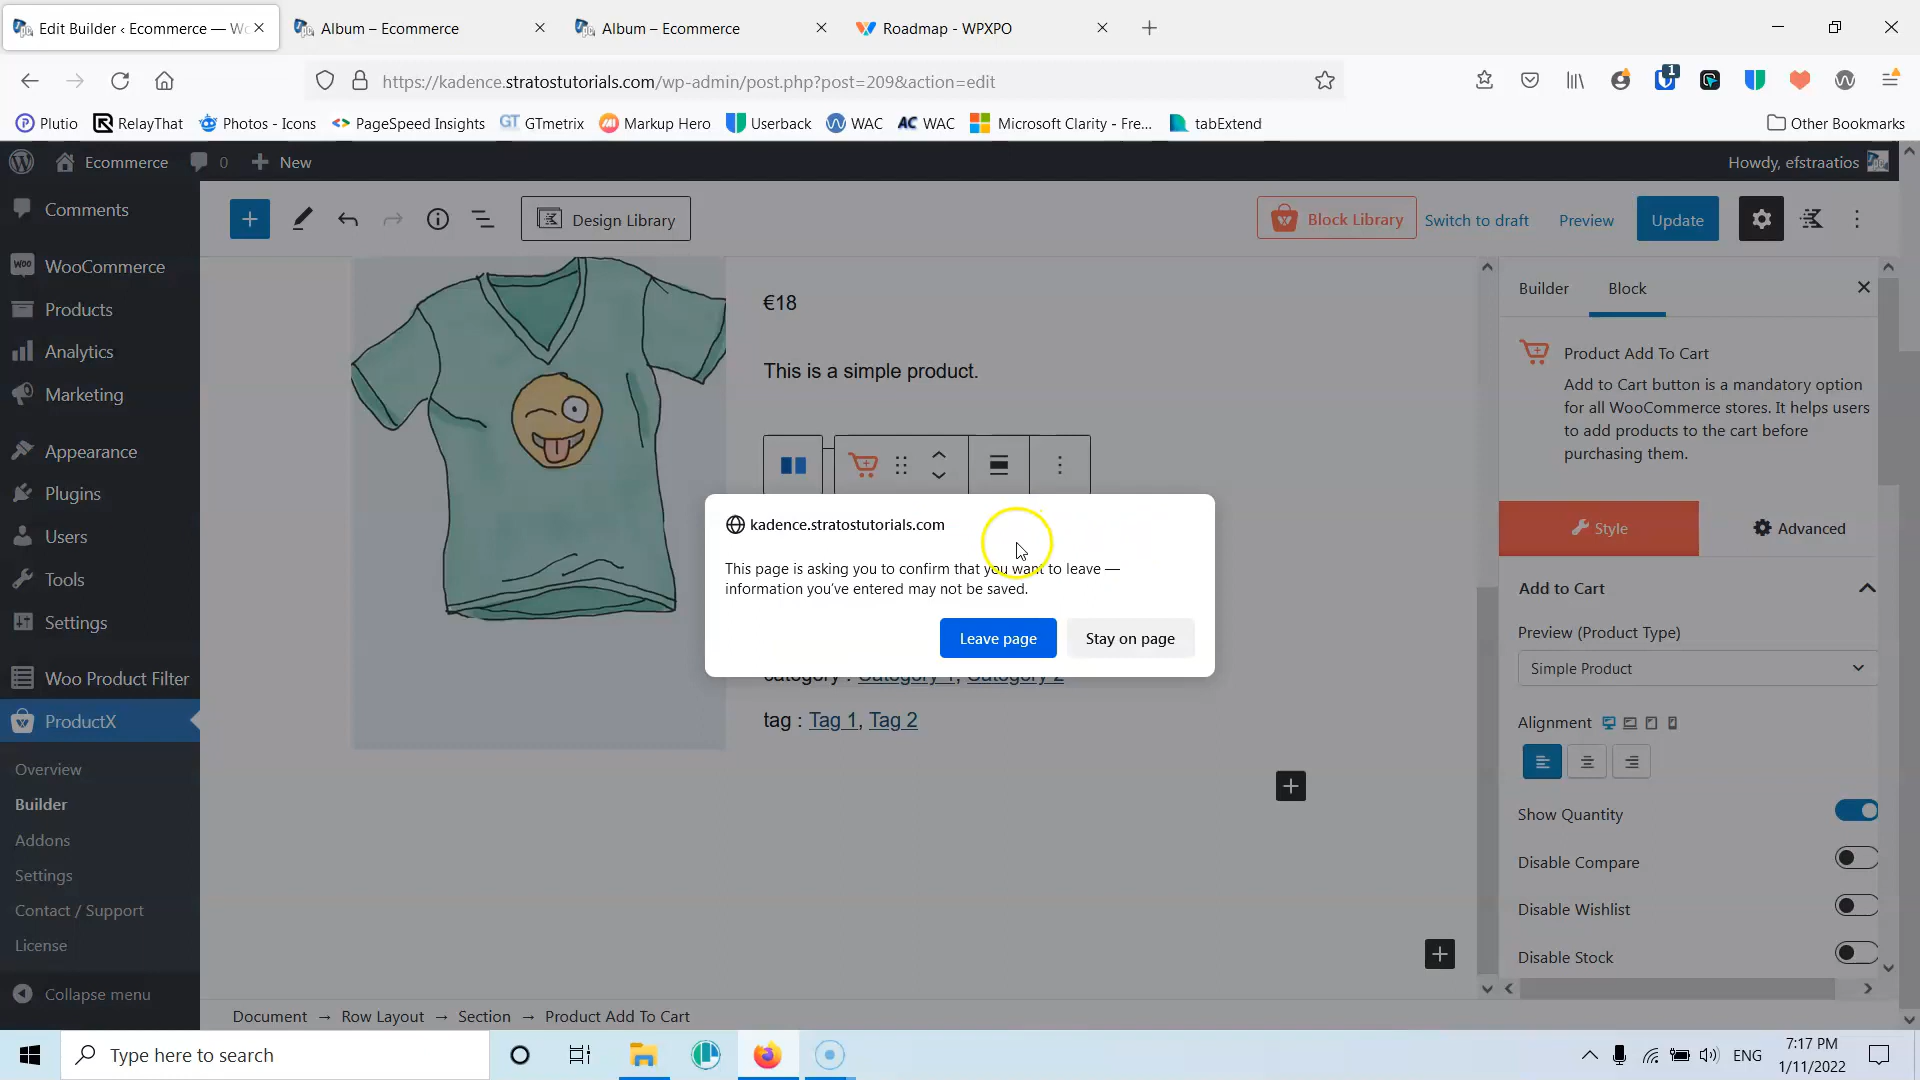 Edit Builder ‹ Ecommerce — Wo
Album – Ecommerce
Album – Ecommerce
Roadmap - WPXPO
https://kadence.stratostutorials.com/wp-admin/post.php?post=209&action=edit
1
Plutio
RelayThat
Photos - Icons
PageSpeed Insights
GTmetrix
Markup Hero
Userback
WAC
WAC
Microsoft Clarity - Fre...
tabExtend
Other Bookmarks
Ecommerce
0
New
Howdy, efstraatios
Comments
WooCommerce
Products
Analytics
Marketing
Appearance
Plugins
Users
Tools
Settings
Woo Product Filter
ProductX
Overview
Builder
Addons
Settings
Contact / Support
License
Collapse menu
Design Library
Block Library
Switch to draft
Preview
Update
€18
This is a simple product.
kadence.stratostutorials.com
This page is asking you to confirm that you want to leave —
information you've entered may not be saved.
Leave page
Stay on page
category : Category 1, Category 2
tag : Tag 1, Tag 2
Builder
Block
Product Add To Cart
Add to Cart button is a mandatory option
for all WooCommerce stores. It helps users
to add products to the cart before
purchasing them.
Style
Advanced
Add to Cart
Preview (Product Type)
Simple Product
Alignment
Show Quantity
Disable Compare
Disable Wishlist
Disable Stock
Document → Row Layout → Section → Product Add To Cart
Type here to search
ENG
7:17 PM
1/11/2022